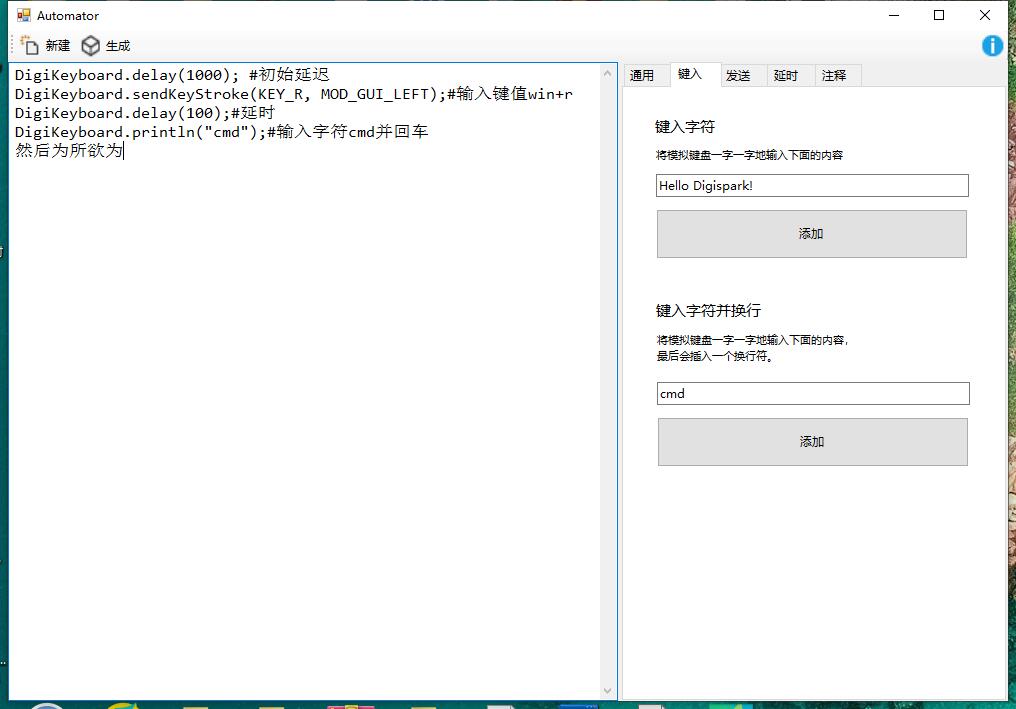 Automator
新建 生成
DigiKeyboard.delay(1000); #初始延迟
DigiKeyboard.sendKeyStroke(KEY_R, MOD_GUI_LEFT);#输入键值win+r
DigiKeyboard.delay(100);#延时
DigiKeyboard.println("cmd");#输入字符cmd并回车
然后为所欲为
通用 键入 发送 延时 注释
键入字符
将模拟键盘一字一字地输入下面的内容
Hello Digispark!
添加
键入字符并换行
将模拟键盘一字一字地输入下面的内容,
最后会插入一个换行符。
cmd
添加